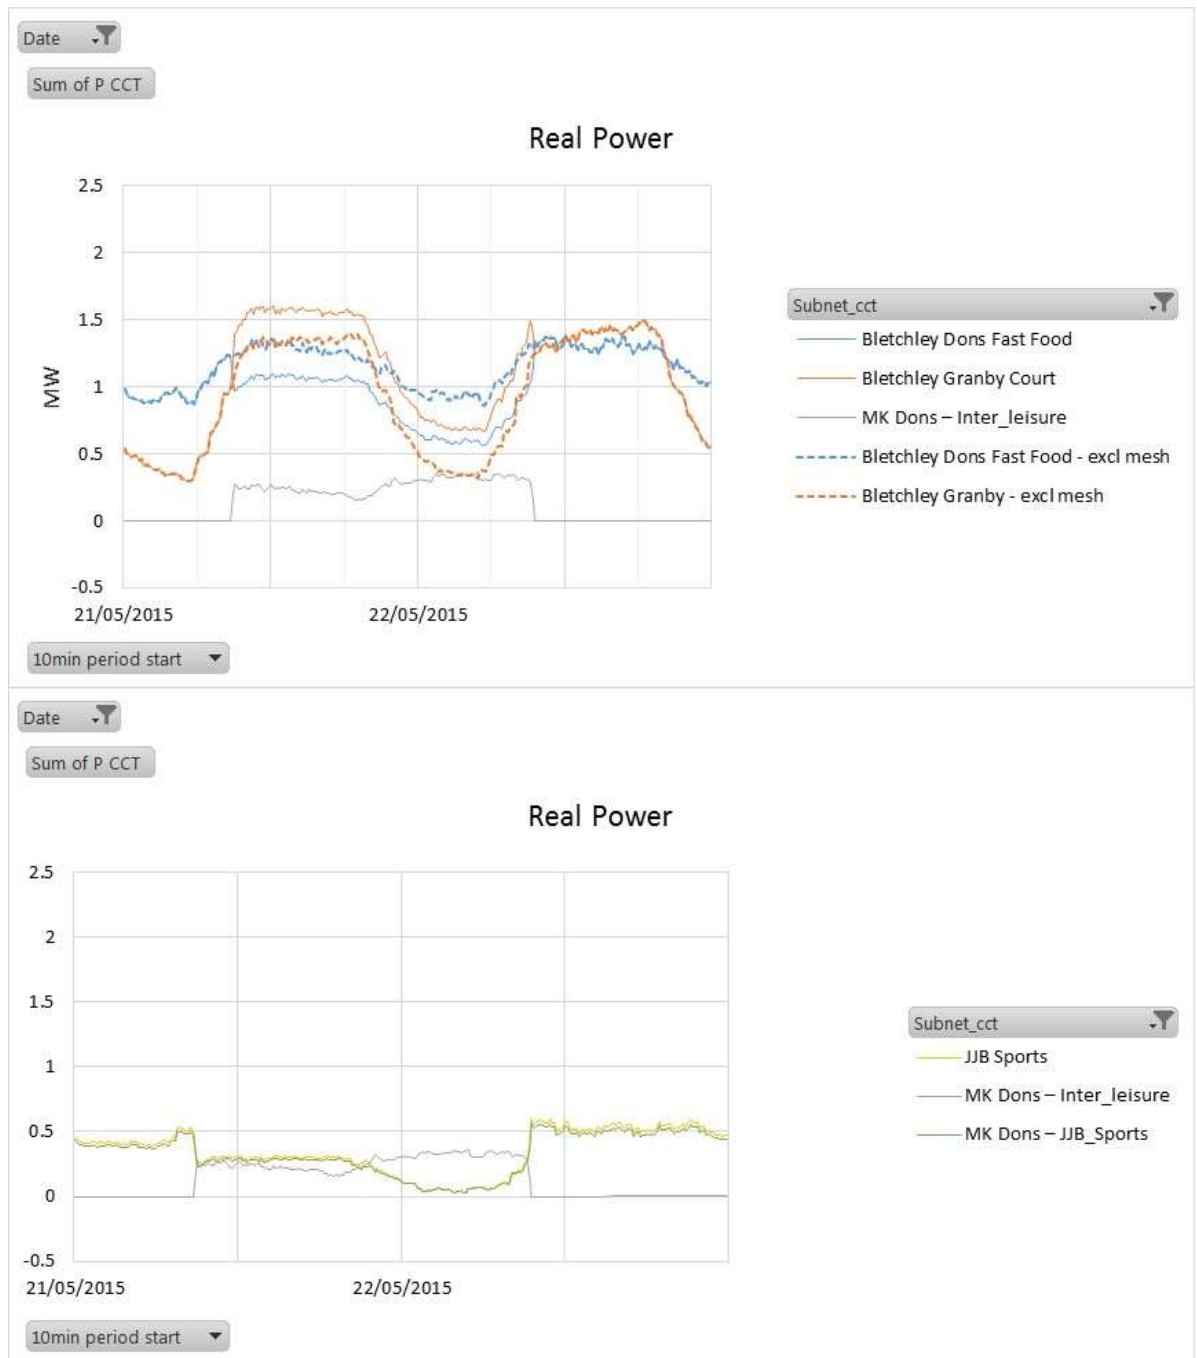 Date
Sum of P CCT
Real Power
2.5
2
1.5
1
0.5
0
-0.5
MW
21/05/2015 22/05/2015
Subnet_cct
Bletchley Dons Fast Food
Bletchley Granby Court
MK Dons – Inter_leisure
Bletchley Dons Fast Food - excl mesh
Bletchley Granby - excl mesh
10min period start
Date
Sum of P CCT
Real Power
2.5
2
1.5
1
0.5
0
-0.5
21/05/2015 22/05/2015
Subnet_cct
JJB Sports
MK Dons – Inter_leisure
MK Dons – JJB_Sports
10min period start